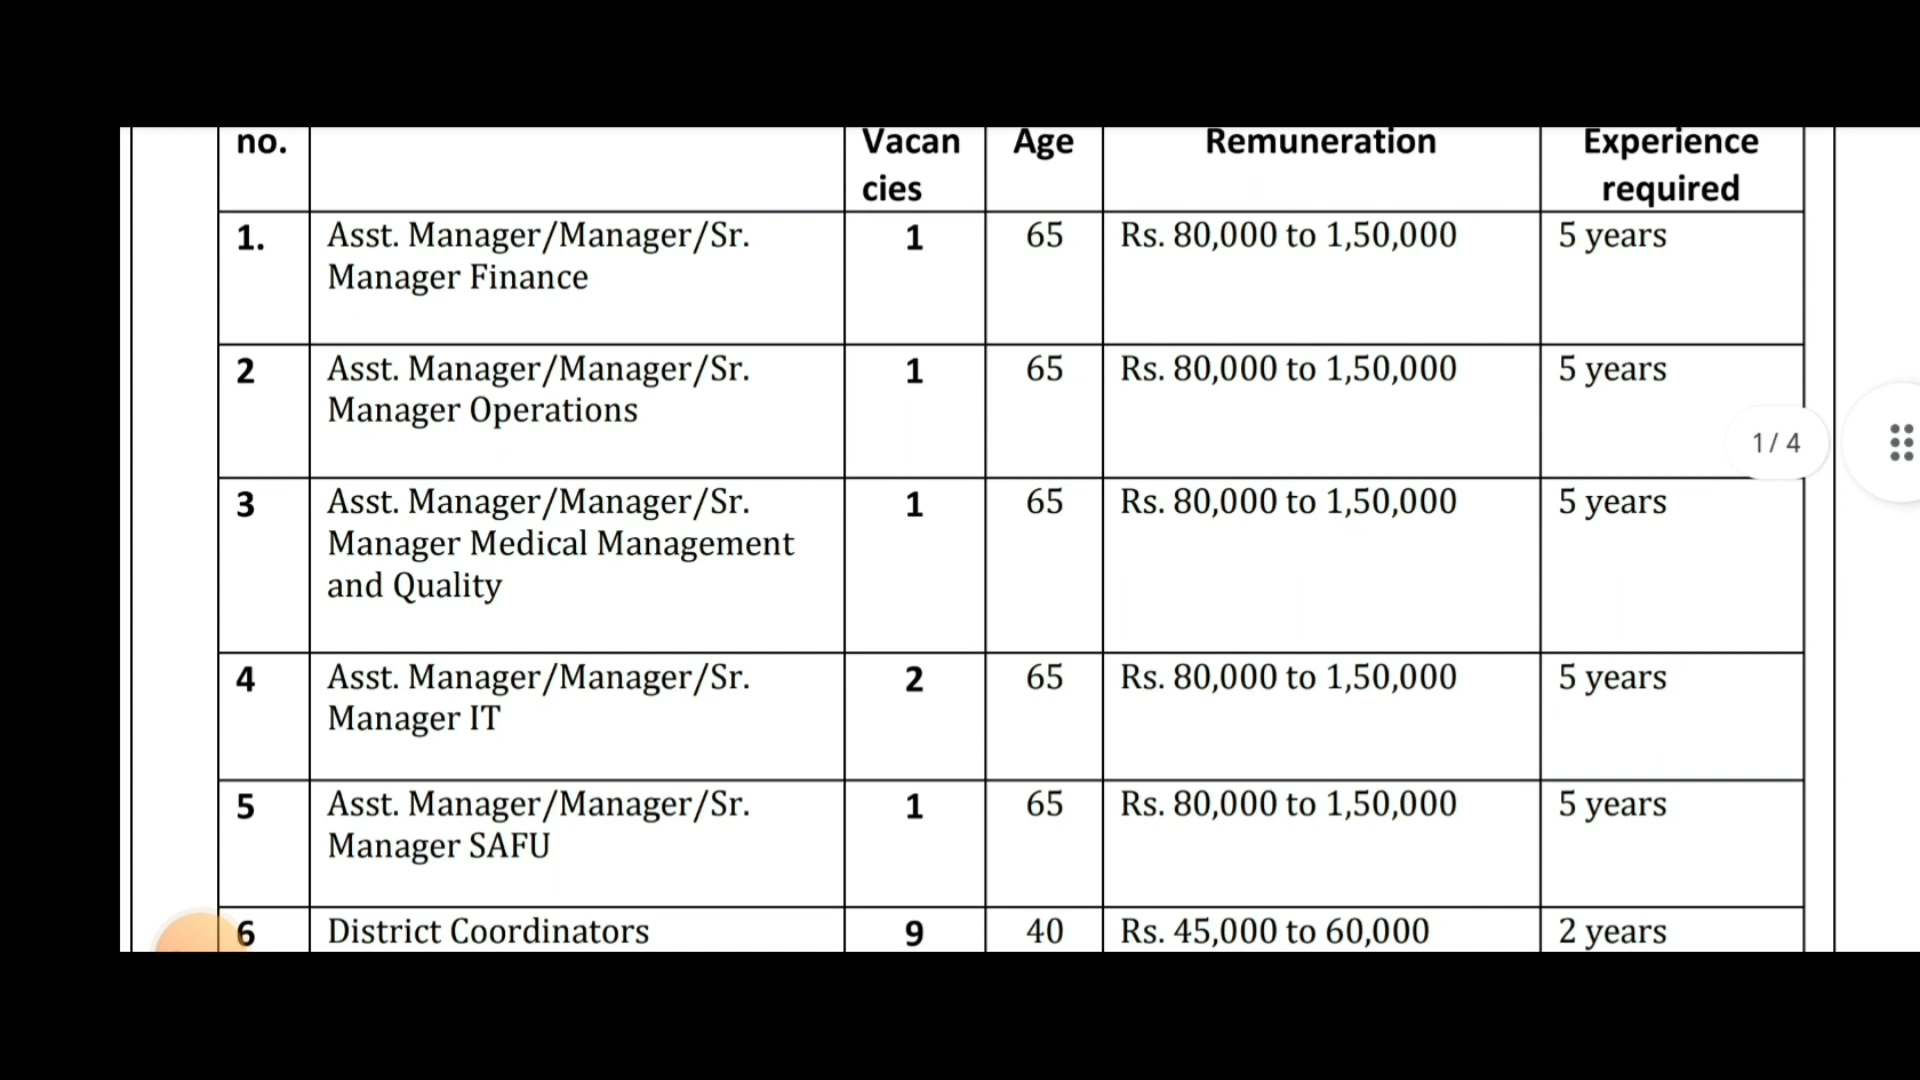 no. Vacan Age Remuneration Experience
cies required
1. Asst. Manager/Manager/Sr. 1 65 Rs. 80,000 to 1,50,000 5 years
Manager Finance
2 Asst. Manager/Manager/Sr. 1 65 Rs. 80,000 to 1,50,000 5 years
Manager Operations
1 / 4
3 Asst. Manager/Manager/Sr. 1 65 Rs. 80,000 to 1,50,000 5 years
Manager Medical Management
and Quality
4 Asst. Manager/Manager/Sr. 2 65 Rs. 80,000 to 1,50,000 5 years
Manager IT
5 Asst. Manager/Manager/Sr. 1 65 Rs. 80,000 to 1,50,000 5 years
Manager SAFU
6 District Coordinators 9 40 Rs. 45,000 to 60,000 2 years